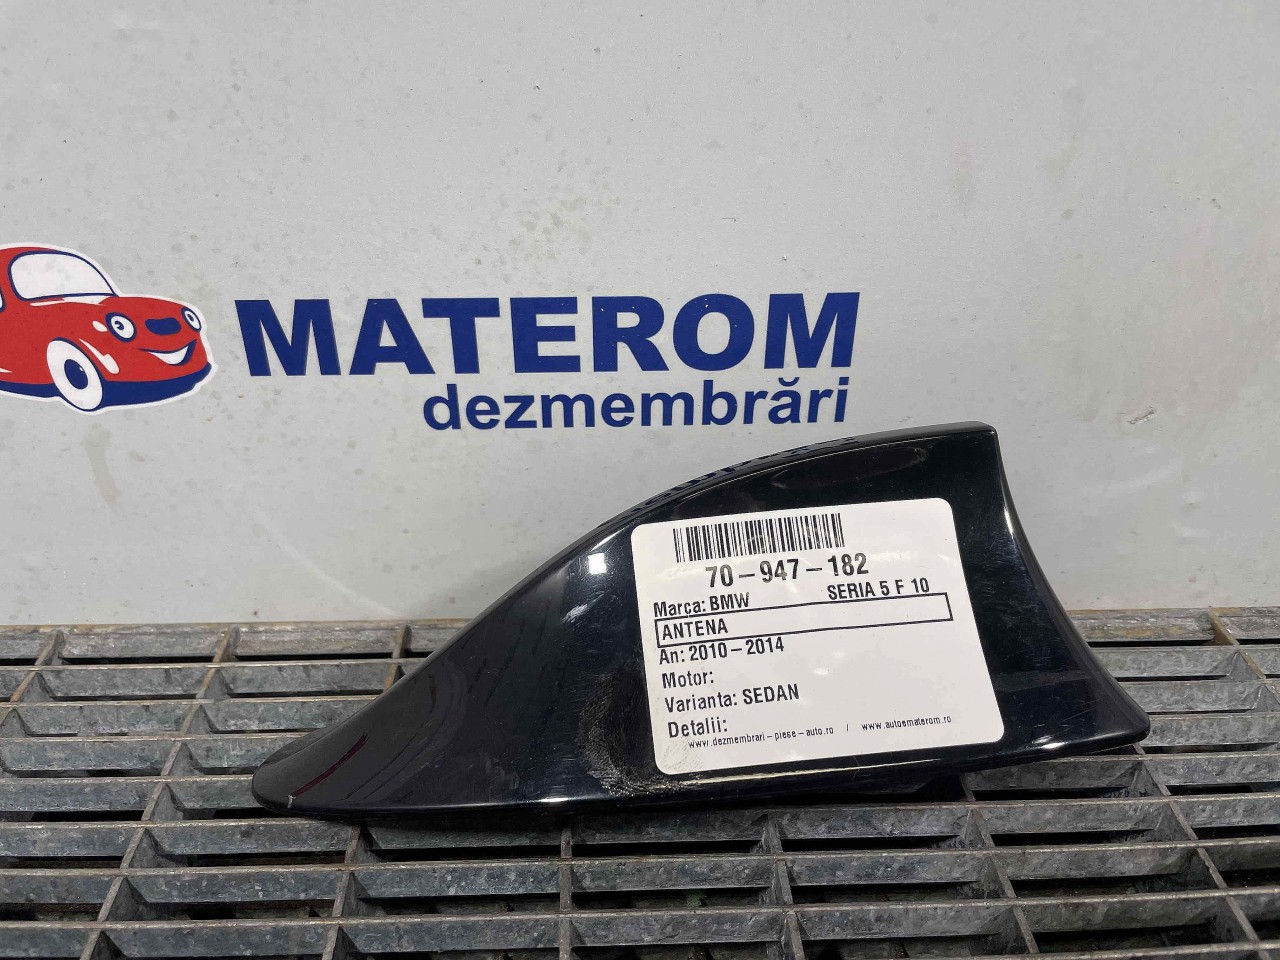 MATEROM
dezmembrări
70-947-182
Marca: BMW SERIA 5 F 10
ANTENA
An: 2010-2014
Motor:
Varianta: SEDAN
Detalii:
www.dezmembrari-piese-auto.ro / www.autoematerom.ro